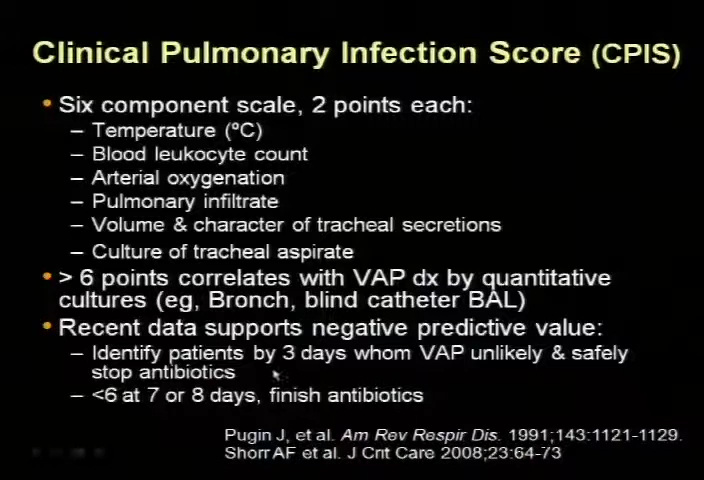 Clinical Pulmonary Infection Score (CPIS)
• Six component scale, 2 points each:
– Temperature (ºC)
– Blood leukocyte count
– Arterial oxygenation
– Pulmonary infiltrate
– Volume & character of tracheal secretions
– Culture of tracheal aspirate
• > 6 points correlates with VAP dx by quantitative
cultures (eg, Bronch, blind catheter BAL)
• Recent data supports negative predictive value:
– Identify patients by 3 days whom VAP unlikely & safely
stop antibiotics
– <6 at 7 or 8 days, finish antibiotics
Pugin J, et al. Am Rev Respir Dis. 1991;143:1121-1129.
Shorr AF et al. J Crit Care 2008;23:64-73